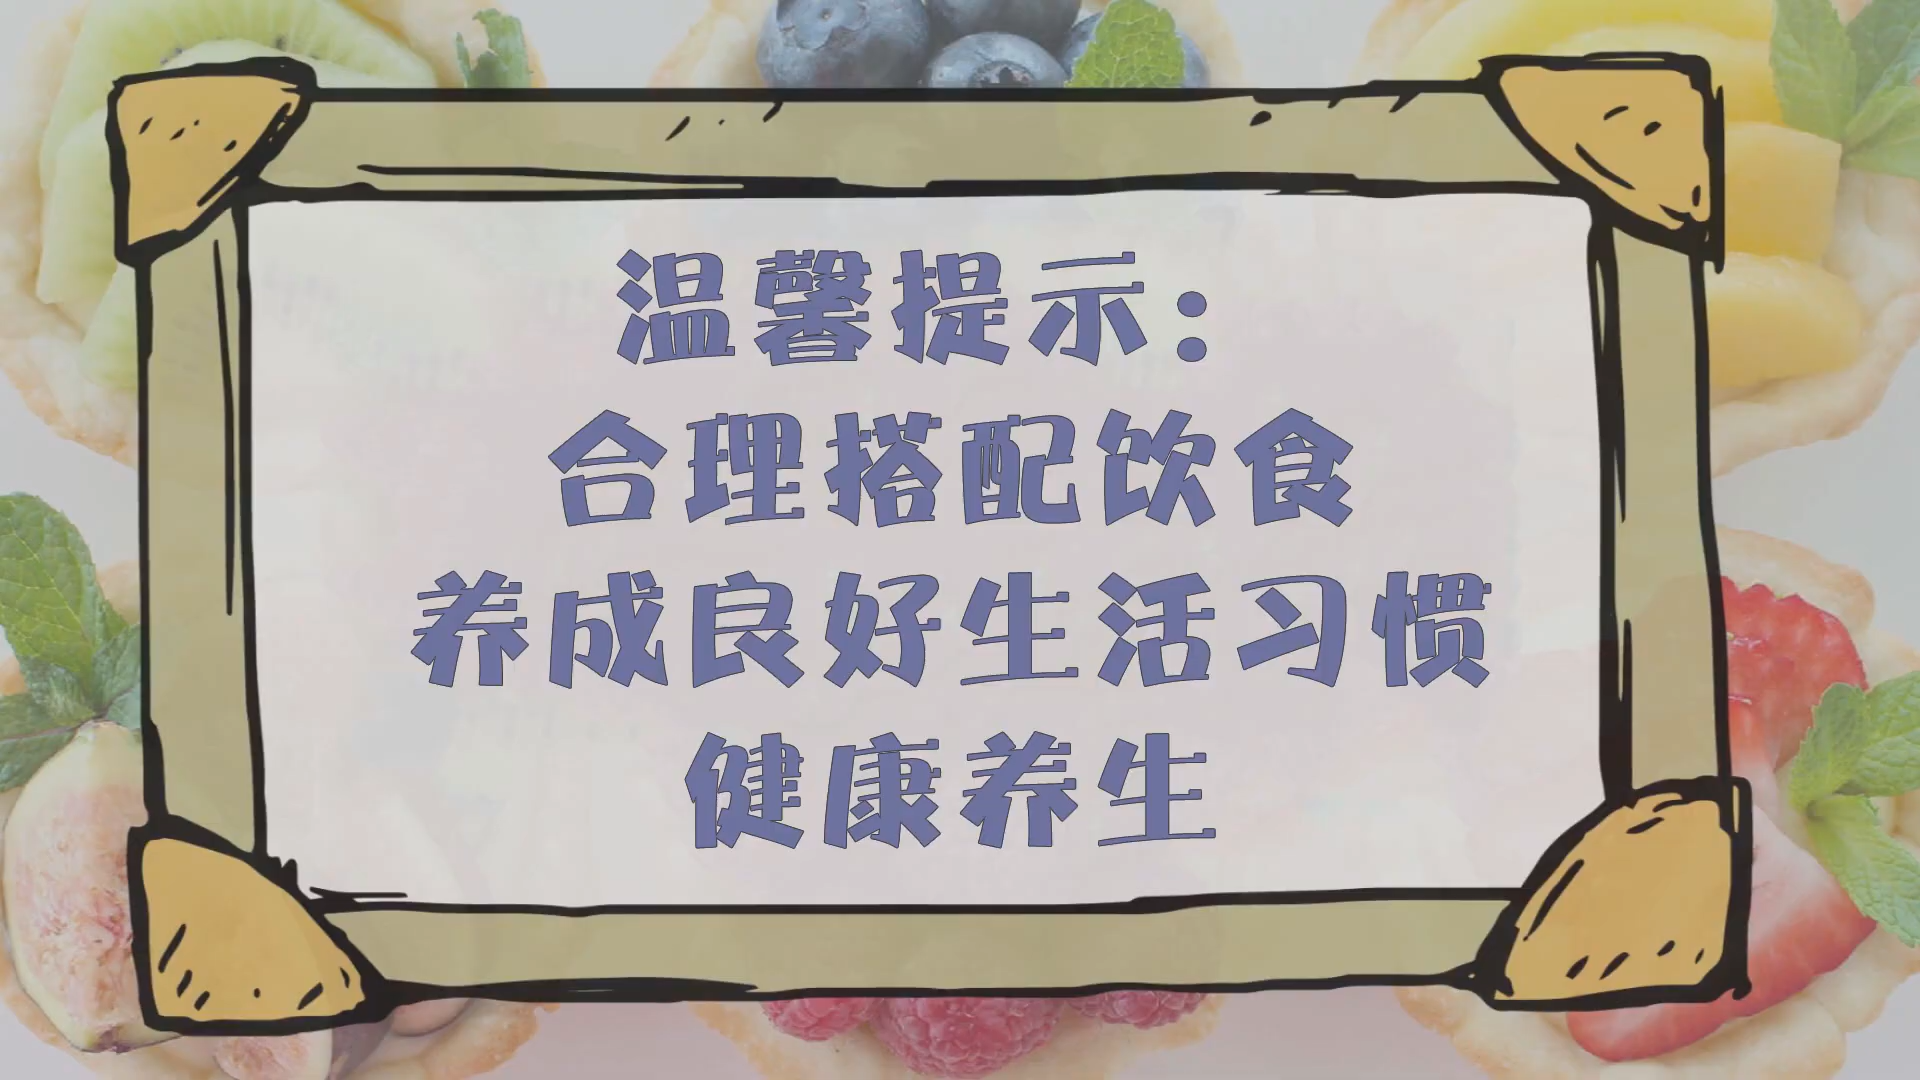 温馨提示：
合理搭配饮食
养成良好生活习惯
健康养生